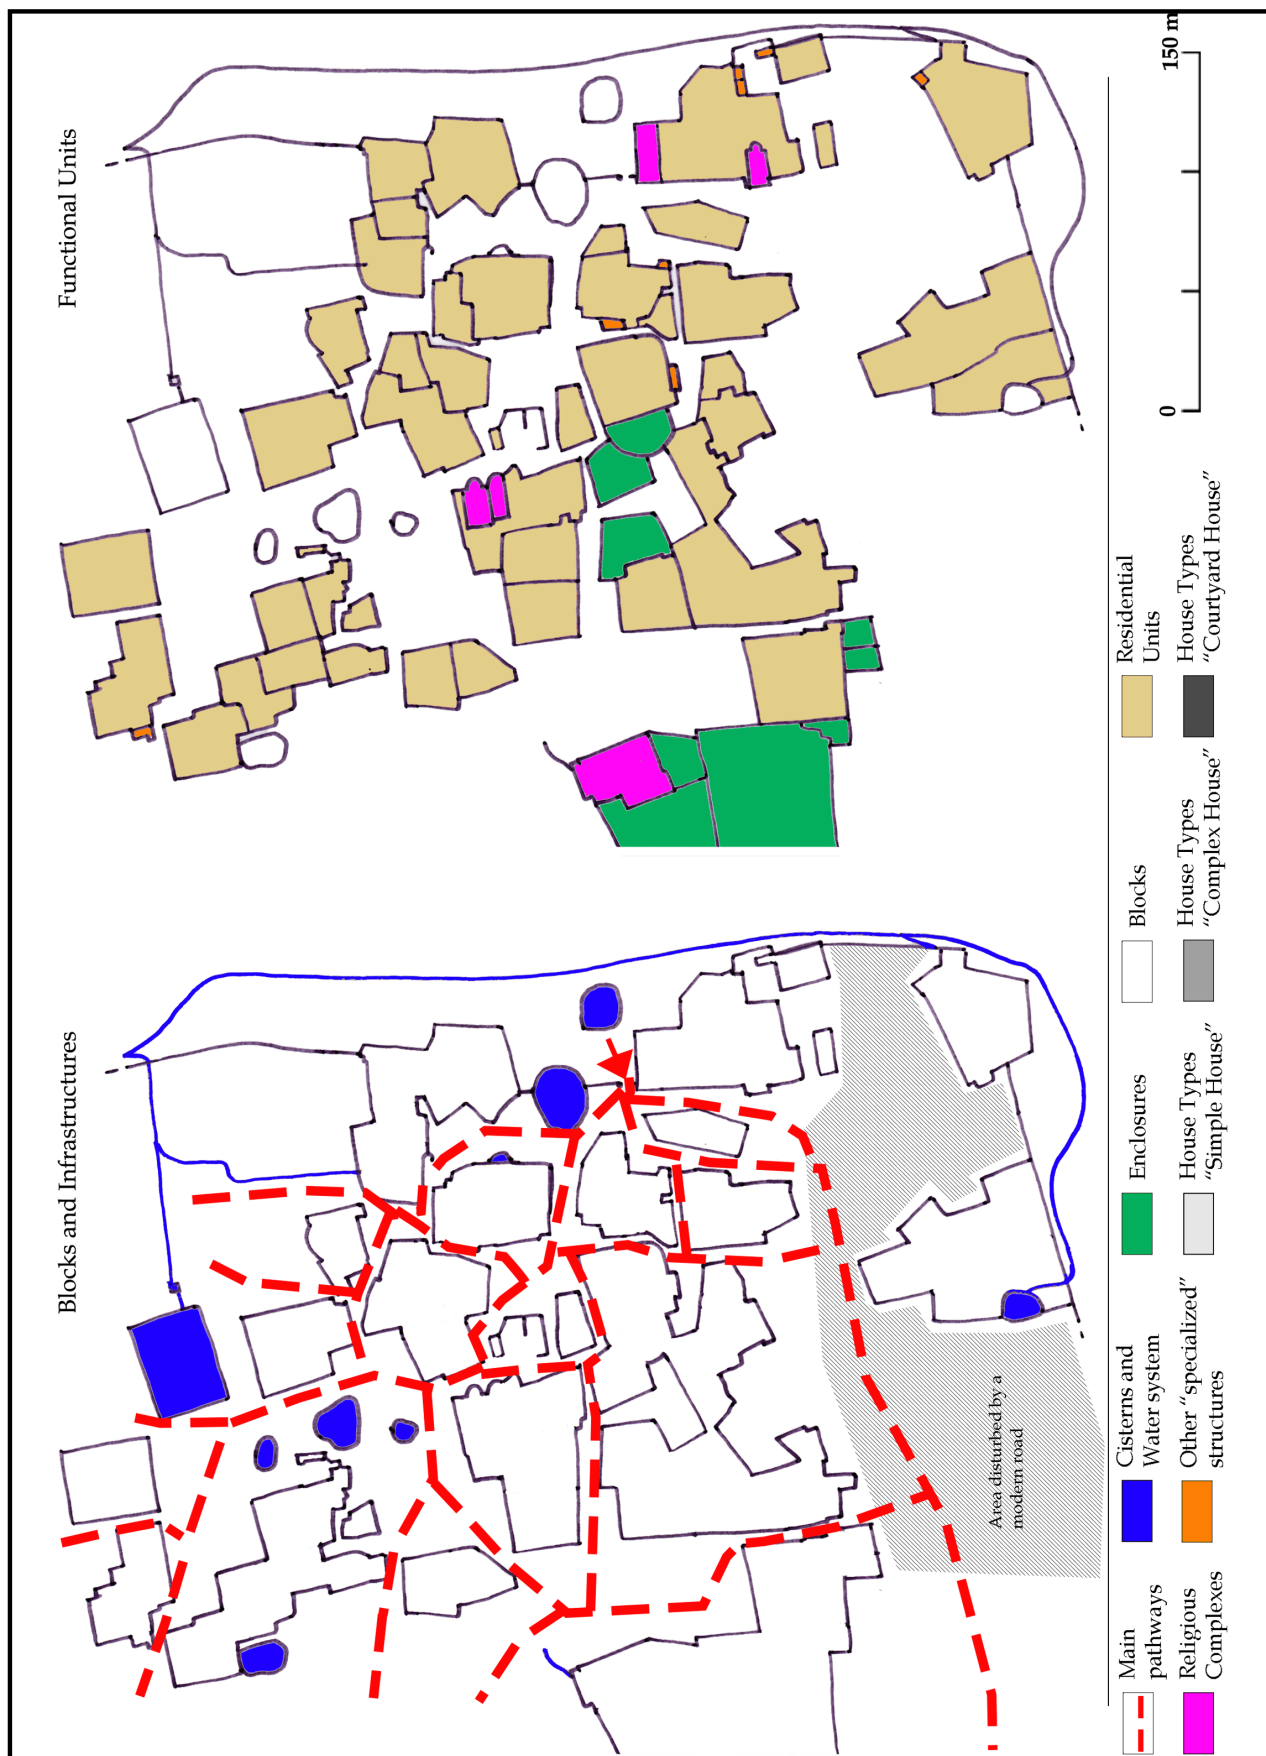 Blocks and Infrastructures
Functional Units
Area disturbed by a
modern road
Main
pathways
Cisterns and
Water system
Enclosures
Blocks
Residential
Units
Religious
Complexes
Other “specialized”
structures
House Types
“Simple House”
House Types
“Complex House”
House Types
“Courtyard House”
0
150 m